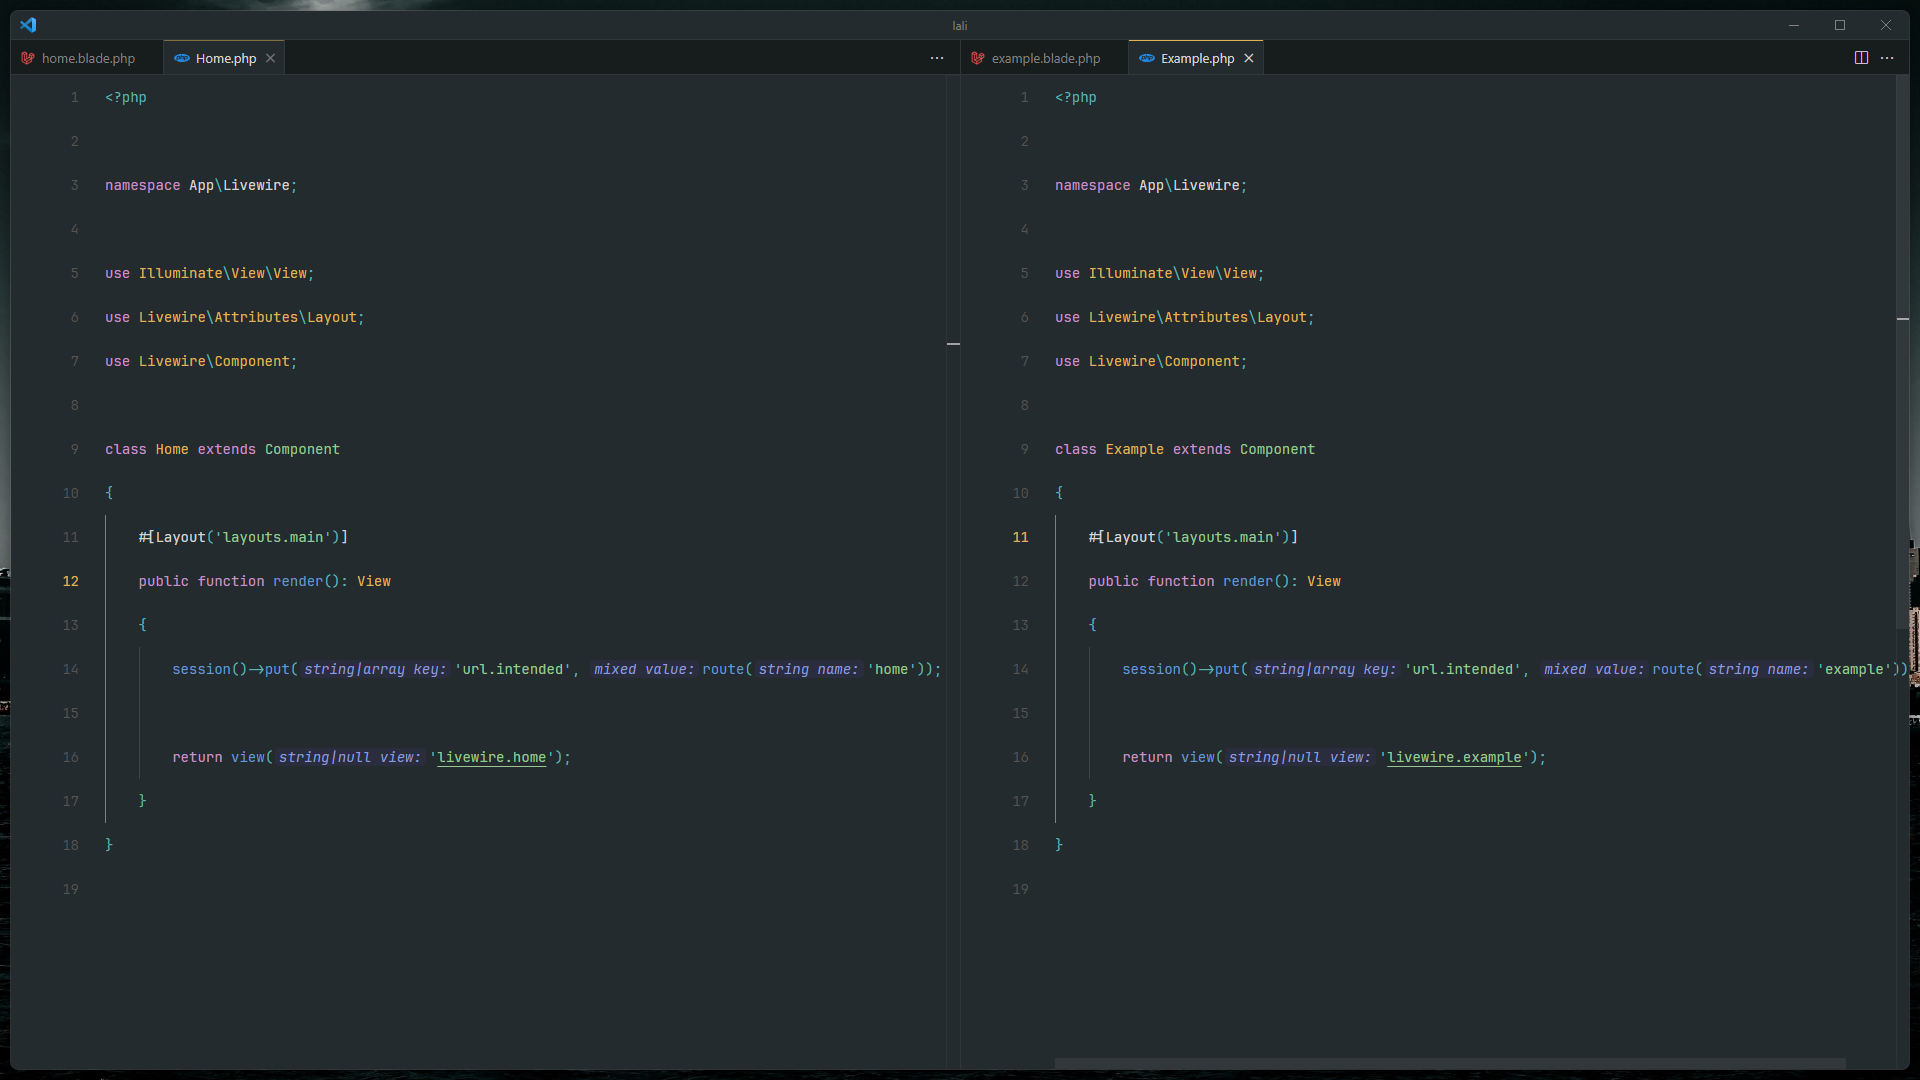 lali
home.blade.php
Home.php
1 <?php
2
3 namespace App\Livewire;
4
5 use Illuminate\View\View;
6 use Livewire\Attributes\Layout;
7 use Livewire\Component;
8
9 class Home extends Component
10 {
11 #[Layout('layouts.main')]
12 public function render(): View
13 {
14 session()->put(string|array key: 'url.intended', mixed value: route(string name: 'home'));
15
16 return view(string|null view: 'livewire.home');
17 }
18 }
19
example.blade.php
php Example.php
1 <?php
2
3 namespace App\Livewire;
4
5 use Illuminate\View\View;
6 use Livewire\Attributes\Layout;
7 use Livewire\Component;
8
9 class Example extends Component
10 {
11 #[Layout('layouts.main')]
12 public function render(): View
13 {
14 session()->put(string|array key: 'url.intended', mixed value: route(string name: 'example'))
15
16 return view(string|null view: 'livewire.example');
17 }
18 }
19